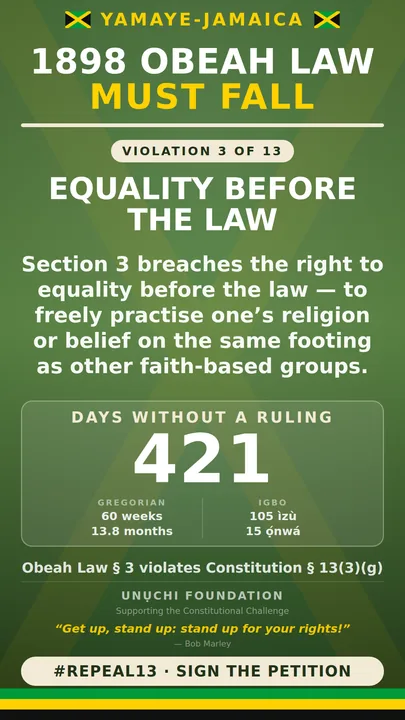 YAMAYE-JAMAICA
1898 OBEAH LAW
MUST FALL
VIOLATION 3 OF 13
EQUALITY BEFORE
THE LAW
Section 3 breaches the right to
equality before the law — to
freely practise one’s religion
or belief on the same footing
as other faith-based groups.
DAYS WITHOUT A RULING
421
GREGORIAN
60 weeks
13.8 months
IGBO
105 ìzù
15 ọ́nwá
Obeah Law § 3 violates Constitution § 13(3)(g)
UNỤCHI FOUNDATION
Supporting the Constitutional Challenge
“Get up, stand up: stand up for your rights!”
— Bob Marley
#REPEAL13 · SIGN THE PETITION